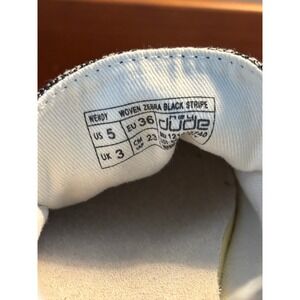 WENDY WOVEN ZEBRA BLACK STRIPE
US 5 EU 36 dude
UK 3 CM 23